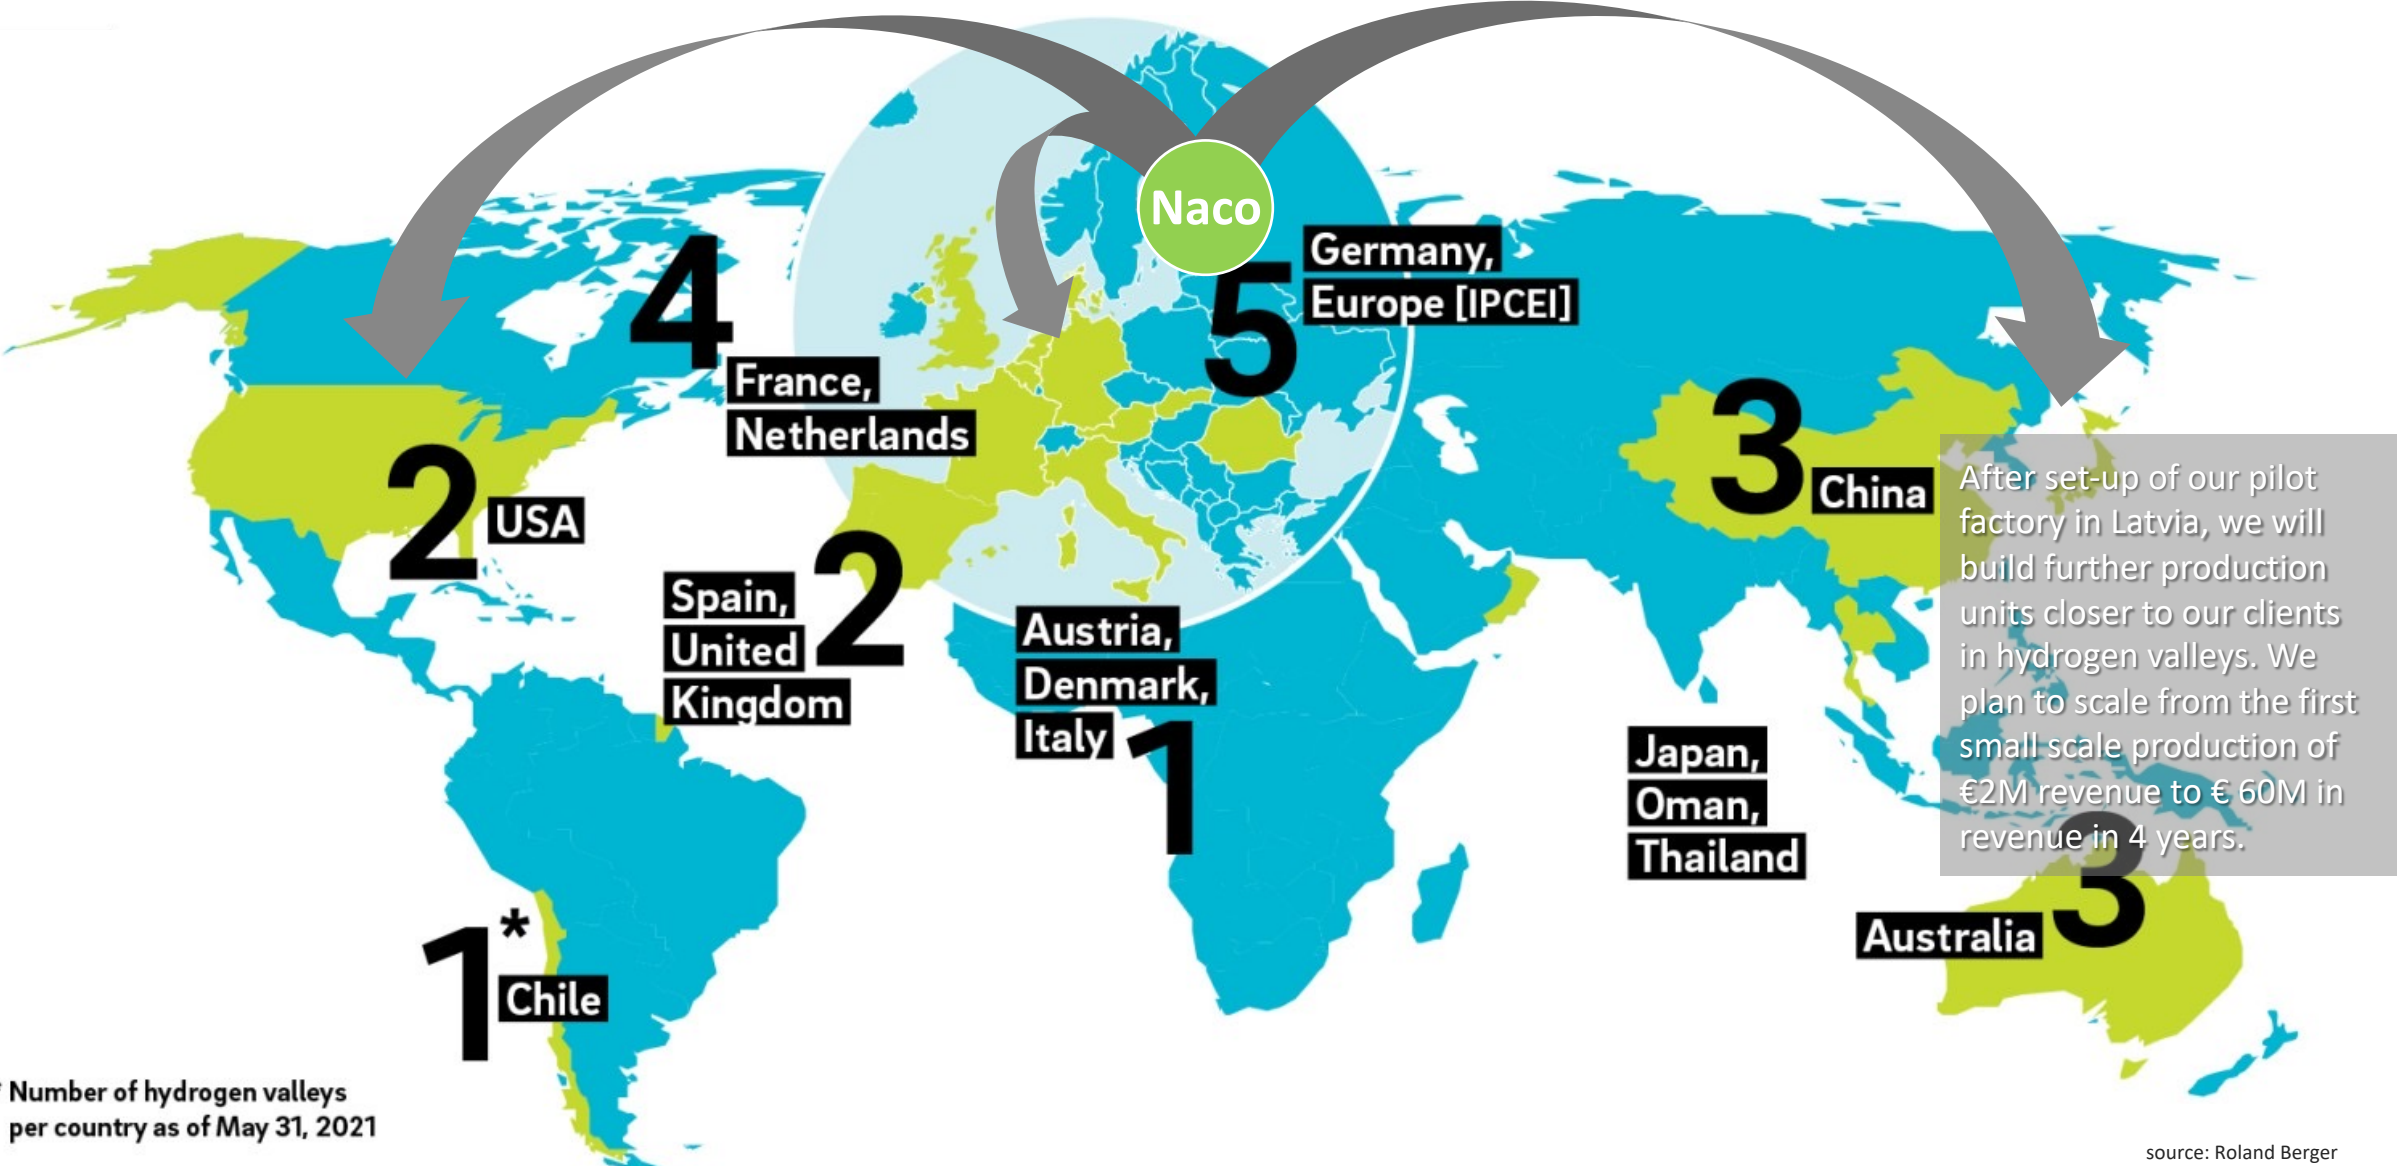 Naco
Germany,
Europe [IPCEI]
5
4
France,
Netherlands
2
USA
3
China
Spain,
United
Kingdom
2
Austria,
Denmark,
Italy
1
Japan,
Oman,
Thailand
After set-up of our pilot
factory in Latvia, we will
build further production
units closer to our clients
in hydrogen valleys. We
plan to scale from the first
small scale production of
€2M revenue to € 60M in
revenue in 4 years.
3
Australia
1*
Chile
* Number of hydrogen valleys
per country as of May 31, 2021
source: Roland Berger